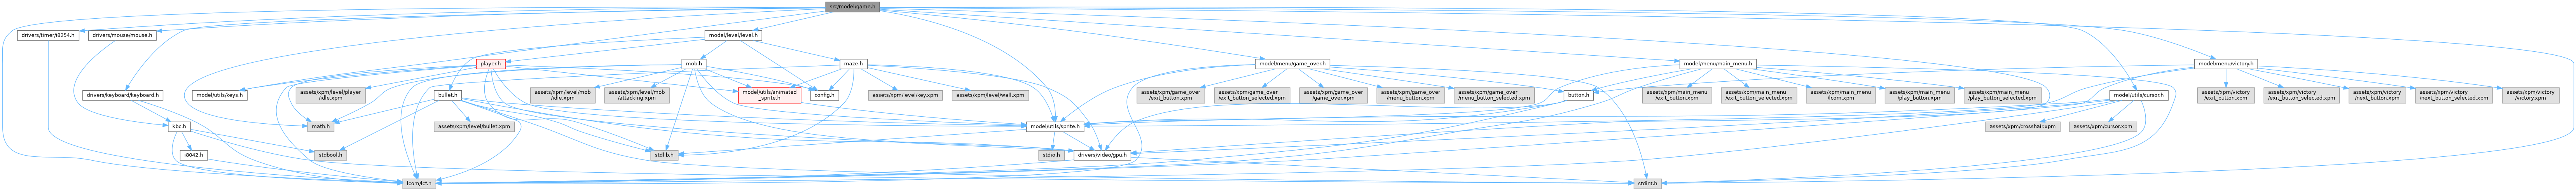 src/model/game.h
drivers/timer/i8254.h
drivers/mouse/mouse.h
model/level/level.h
player.h
mob.h
maze.h
model/menu/game_over.h
model/menu/main_menu.h
model/menu/victory.h
drivers/keyboard/keyboard.h
model/utils/keys.h
assets/xpm/level/player
/idle.xpm
bullet.h
assets/xpm/level/mob
/idle.xpm
assets/xpm/level/mob
/attacking.xpm
model/utils/animated
_sprite.h
config.h
assets/xpm/level/key.xpm
assets/xpm/level/wall.xpm
assets/xpm/game_over
/exit_button.xpm
assets/xpm/game_over
/exit_button_selected.xpm
assets/xpm/game_over
/game_over.xpm
assets/xpm/game_over
/menu_button.xpm
assets/xpm/game_over
/menu_button_selected.xpm
button.h
assets/xpm/main_menu
/exit_button.xpm
assets/xpm/main_menu
/exit_button_selected.xpm
assets/xpm/main_menu
/lcom.xpm
assets/xpm/main_menu
/play_button.xpm
assets/xpm/main_menu
/play_button_selected.xpm
model/utils/cursor.h
assets/xpm/victory
/exit_button.xpm
assets/xpm/victory
/exit_button_selected.xpm
assets/xpm/victory
/next_button.xpm
assets/xpm/victory
/next_button_selected.xpm
assets/xpm/victory
/victory.xpm
kbc.h
math.h
assets/xpm/level/bullet.xpm
model/utils/sprite.h
assets/xpm/crosshair.xpm
assets/xpm/cursor.xpm
i8042.h
stdbool.h
stdlib.h
stdio.h
drivers/video/gpu.h
lcom/lcf.h
stdint.h